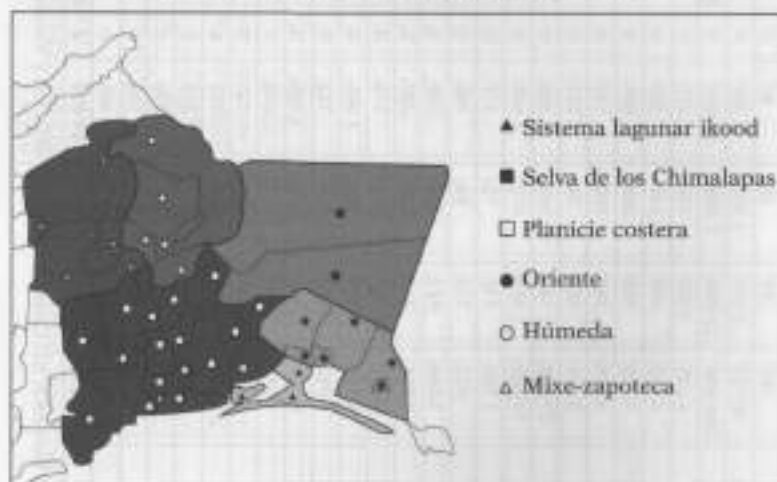 Sistema lagunar ikood
Selva de los Chimalapas
Planicie costera
Oriente
Húmeda
Mixe-zapoteca